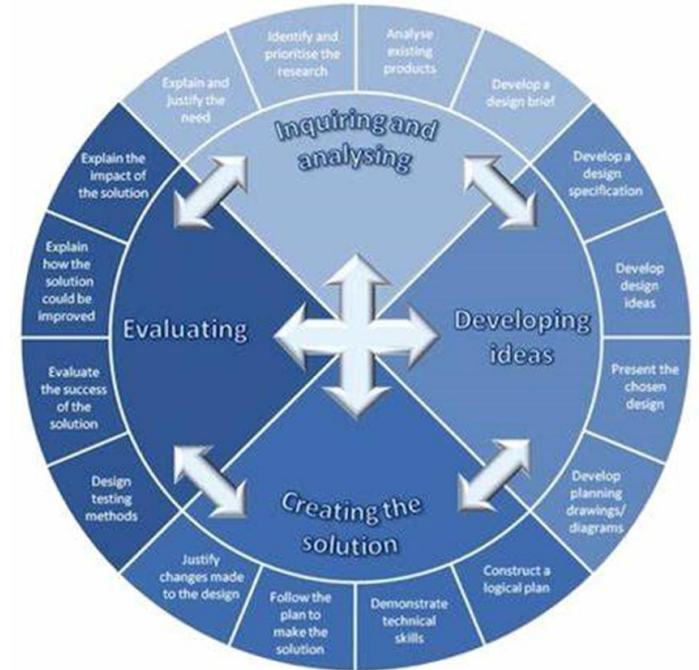 Explain and
justify the
need
Identify and
prioritise the
research
Analyse
existing
products
Develop a
design brief
Inquiring and
analysing
Develop a
design
specification
Develop
design
ideas
Present the
chosen
design
Develop
planning
drawings/
diagrams
Developing
ideas
Construct a
logical plan
Demonstrate
technical
skills
Follow the
plan to
make the
solution
Justify
changes made
to the design
Creating the
solution
Design
testing
methods
Evaluate
the success
of the
solution
Explain
how the
solution
could be
improved
Explain the
impact of
the solution
Evaluating